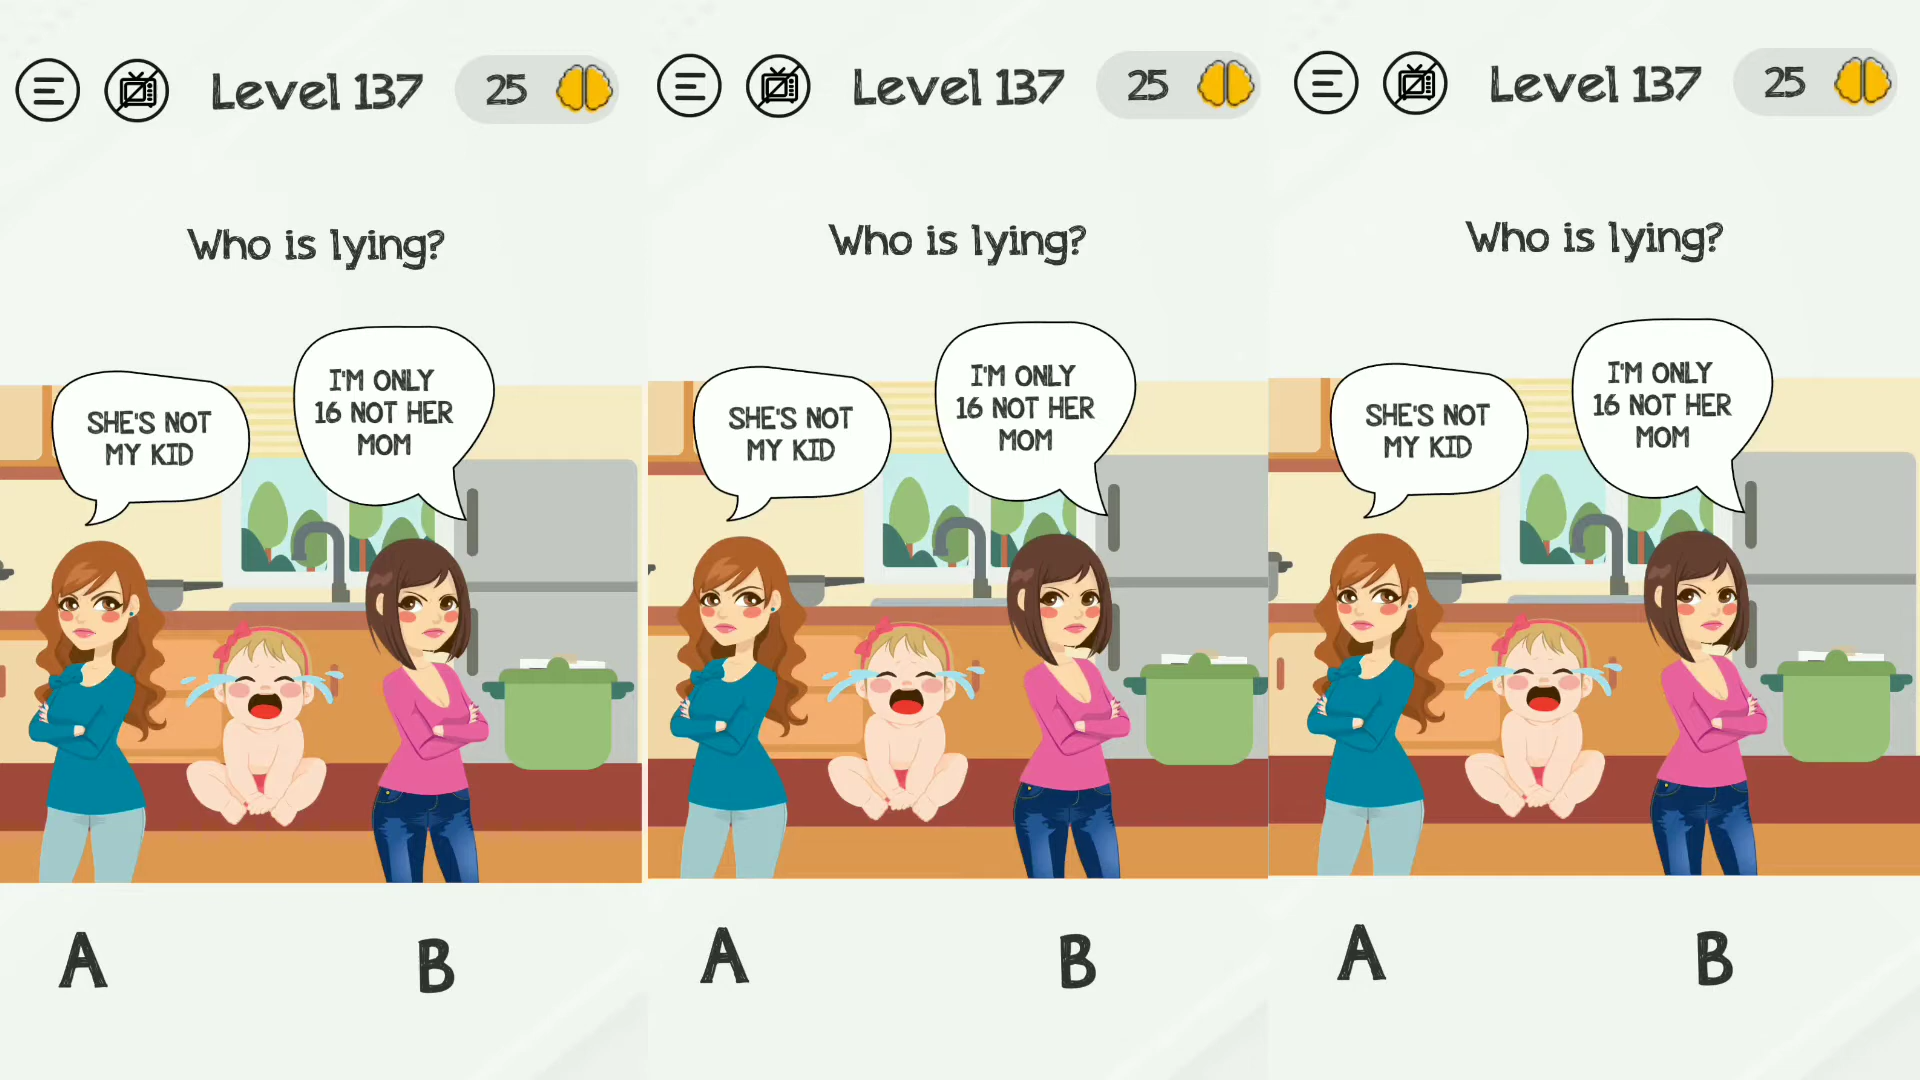 Level 137
25
Who is lying?
SHE'S NOT
MY KID
I'M ONLY
16 NOT HER
MOM
A
B
Level 137
25
Who is lying?
SHE'S NOT
MY KID
I'M ONLY
16 NOT HER
MOM
A
B
Level 137
25
Who is lying?
SHE'S NOT
MY KID
I'M ONLY
16 NOT HER
MOM
A
B